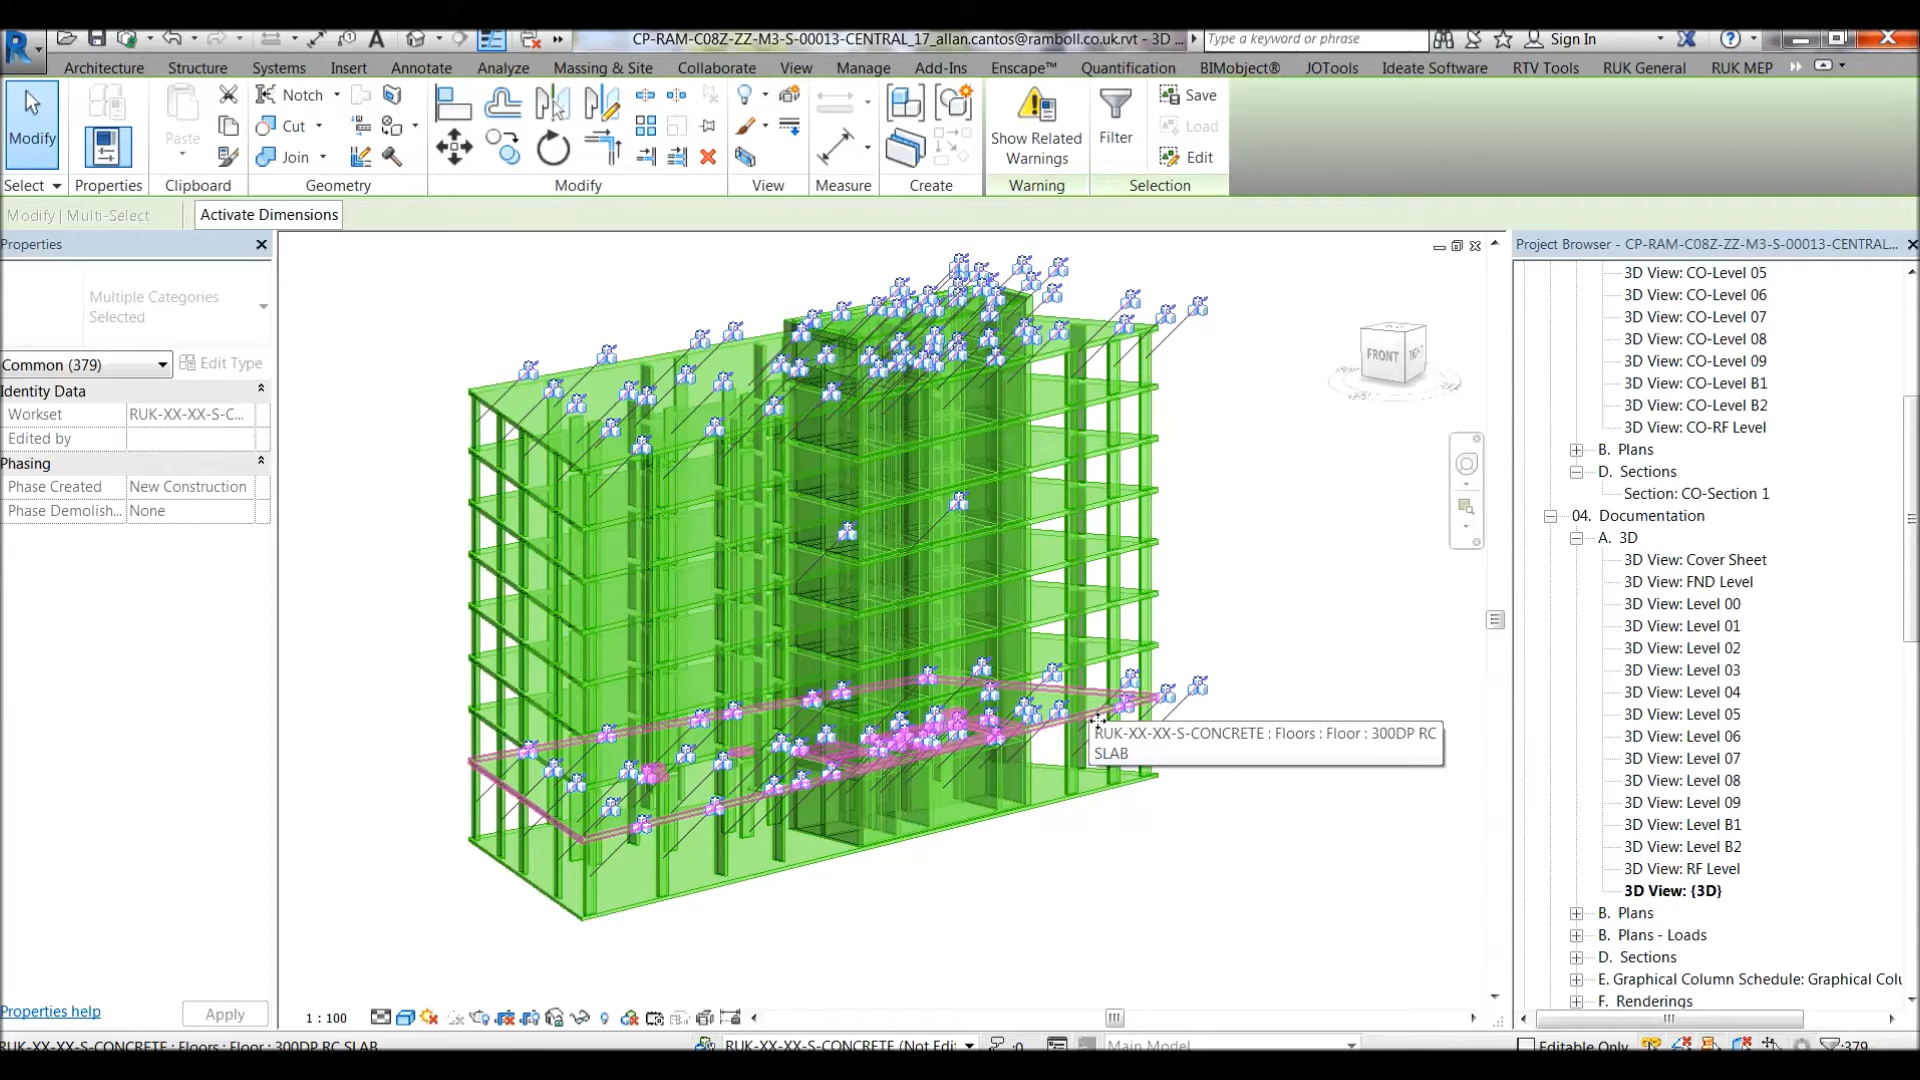 CP-RAM-C08Z-ZZ-M3-S-00013-CENTRAL_17_allan.cantos@ramboll.co.uk.rvt - 3D ...
Type a keyword or phrase
Sign In
Architecture
Structure
Systems
Insert
Annotate
Analyze
Massing & Site
Collaborate
View
Manage
Add-Ins
Enscape™
Quantification
BIMobject®
JOTools
Ideate Software
RTV Tools
RUK General
RUK MEP
Modify
Paste
Notch
Cut
Join
Show Related
Warnings
Filter
Save
Load
Edit
Select
Properties
Clipboard
Geometry
Modify
View
Measure
Create
Warning
Selection
Modify | Multi-Select
Activate Dimensions
Properties
Multiple Categories
Selected
Common (379)
Edit Type
Identity Data
Workset
RUK-XX-XX-S-C...
Edited by
Phasing
Phase Created
New Construction
Phase Demolish...
None
Properties help
Apply
FRONT
RUK-XX-XX-S-CONCRETE : Floors : Floor : 300DP RC
SLAB
Project Browser - CP-RAM-C08Z-ZZ-M3-S-00013-CENTRAL...
3D View: CO-Level 05
3D View: CO-Level 06
3D View: CO-Level 07
3D View: CO-Level 08
3D View: CO-Level 09
3D View: CO-Level B1
3D View: CO-Level B2
3D View: CO-RF Level
B. Plans
D. Sections
Section: CO-Section 1
04. Documentation
A. 3D
3D View: Cover Sheet
3D View: FND Level
3D View: Level 00
3D View: Level 01
3D View: Level 02
3D View: Level 03
3D View: Level 04
3D View: Level 05
3D View: Level 06
3D View: Level 07
3D View: Level 08
3D View: Level 09
3D View: Level B1
3D View: Level B2
3D View: RF Level
3D View: {3D}
B. Plans
B. Plans - Loads
D. Sections
E. Graphical Column Schedule: Graphical Colu
F. Renderings
1 : 100
RUK-XX-XX-S-CONCRETE : Floors : Floor : 300DP RC SLAB
RUK-XX-XX-S-CONCRETE (Not Edi:
:0
Main Model
Editable Only
:379